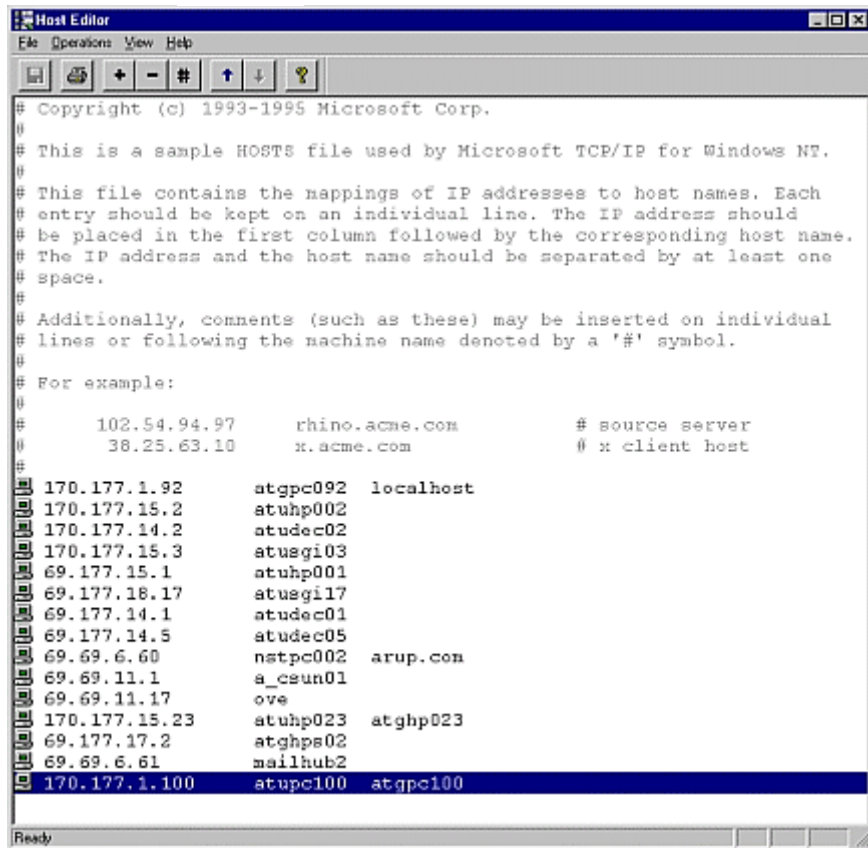 Host Editor
File Operations View Help
# Copyright (c) 1993-1995 Microsoft Corp.
#
# This is a sample HOSTS file used by Microsoft TCP/IP for Windows NT.
#
# This file contains the mappings of IP addresses to host names. Each
# entry should be kept on an individual line. The IP address should
# be placed in the first column followed by the corresponding host name.
# The IP address and the host name should be separated by at least one
# space.
#
# Additionally, comments (such as these) may be inserted on individual
# lines or following the machine name denoted by a '#' symbol.
#
# For example:
#
# 102.54.94.97 rhino.acme.com # source server
# 38.25.63.10 x.acme.com # x client host
#
170.177.1.92 atgpc092 localhost
170.177.15.2 atuhp002
170.177.14.2 atudec02
170.177.15.3 atusgi03
69.177.15.1 atuhp001
69.177.18.17 atusgi17
69.177.14.1 atudec01
69.177.14.5 atudec05
69.69.6.60 nstpc002 arup.com
69.69.11.1 a_csun01
69.69.11.17 ove
170.177.15.23 atuhp023 atghp023
69.177.17.2 atghps02
69.69.6.61 mailhub2
170.177.1.100 atupc100 atgpc100
Ready